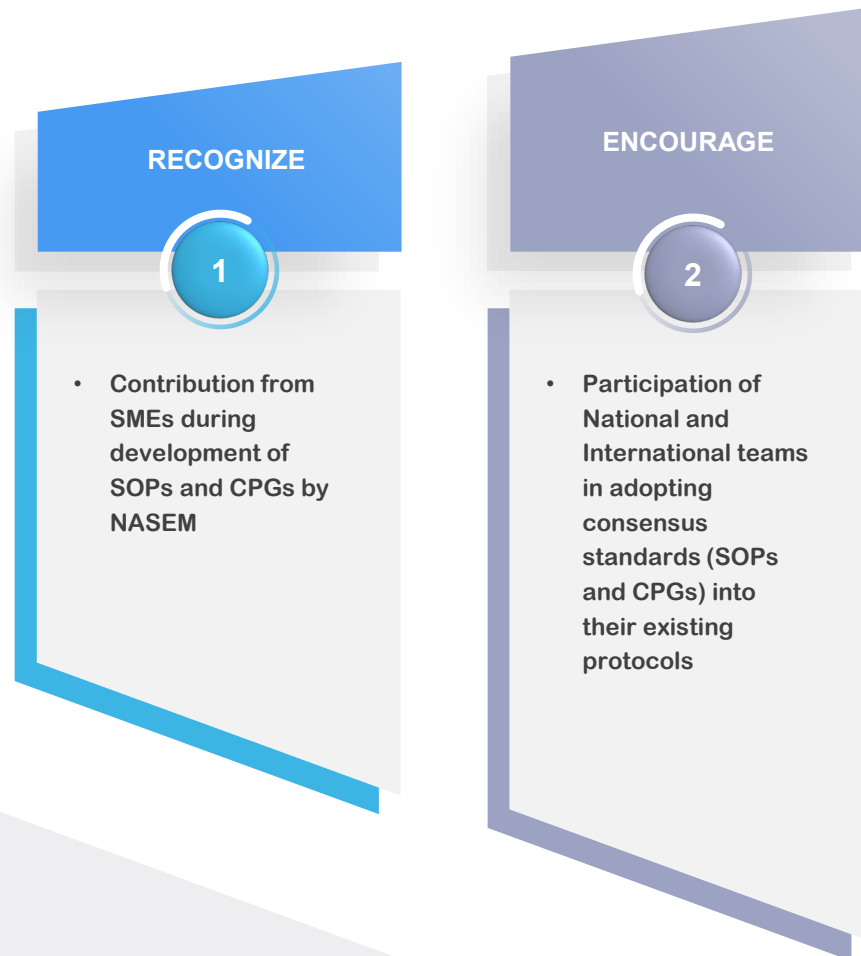 RECOGNIZE
1
• Contribution from
SMEs during
development of
SOPs and CPGs by
NASEM
ENCOURAGE
2
• Participation of
National and
International teams
in adopting
consensus
standards (SOPs
and CPGs) into
their existing
protocols